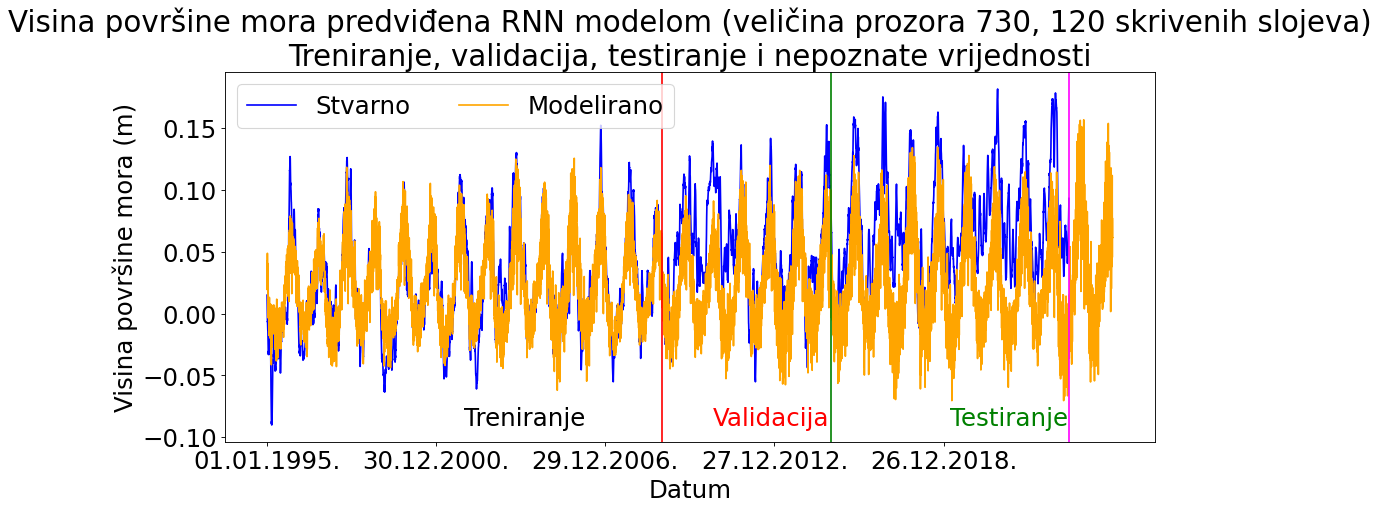 Visina površine mora predviđena RNN modelom (veličina prozora 730, 120 skrivenih slojeva)
Treniranje, validacija, testiranje i nepoznate vrijednosti
Stvarno
Modelirano
Visina površine mora (m)
0.15
0.10
0.05
0.00
−0.05
−0.10
Treniranje
Validacija
Testiranje
01.01.1995.
30.12.2000.
29.12.2006.
27.12.2012.
26.12.2018.
Datum